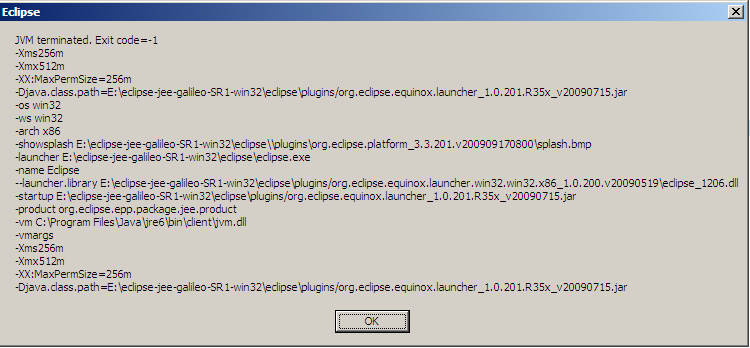 Eclipse
JVM terminated. Exit code=-1
-Xms256m
-Xmx512m
-XX:MaxPermSize=256m
-Djava.class.path=E:\eclipse-jee-galileo-SR1-win32\eclipse\plugins/org.eclipse.equinox.launcher_1.0.201.R35x_v20090715.jar
-os win32
-ws win32
-arch x86
-showsplash E:\eclipse-jee-galileo-SR1-win32\eclipse\\plugins\org.eclipse.platform_3.3.201.v200909170800\splash.bmp
-launcher E:\eclipse-jee-galileo-SR1-win32\eclipse\eclipse.exe
-name Eclipse
--launcher.library E:\eclipse-jee-galileo-SR1-win32\eclipse\plugins/org.eclipse.equinox.launcher.win32.win32.x86_1.0.200.v20090519\eclipse_1206.dll
-startup E:\eclipse-jee-galileo-SR1-win32\eclipse\plugins/org.eclipse.equinox.launcher_1.0.201.R35x_v20090715.jar
-product org.eclipse.epp.package.jee.product
-vm C:\Program Files\Java\jre6\bin\client\jvm.dll
-vmargs
-Xms256m
-Xmx512m
-XX:MaxPermSize=256m
-Djava.class.path=E:\eclipse-jee-galileo-SR1-win32\eclipse\plugins/org.eclipse.equinox.launcher_1.0.201.R35x_v20090715.jar
OK